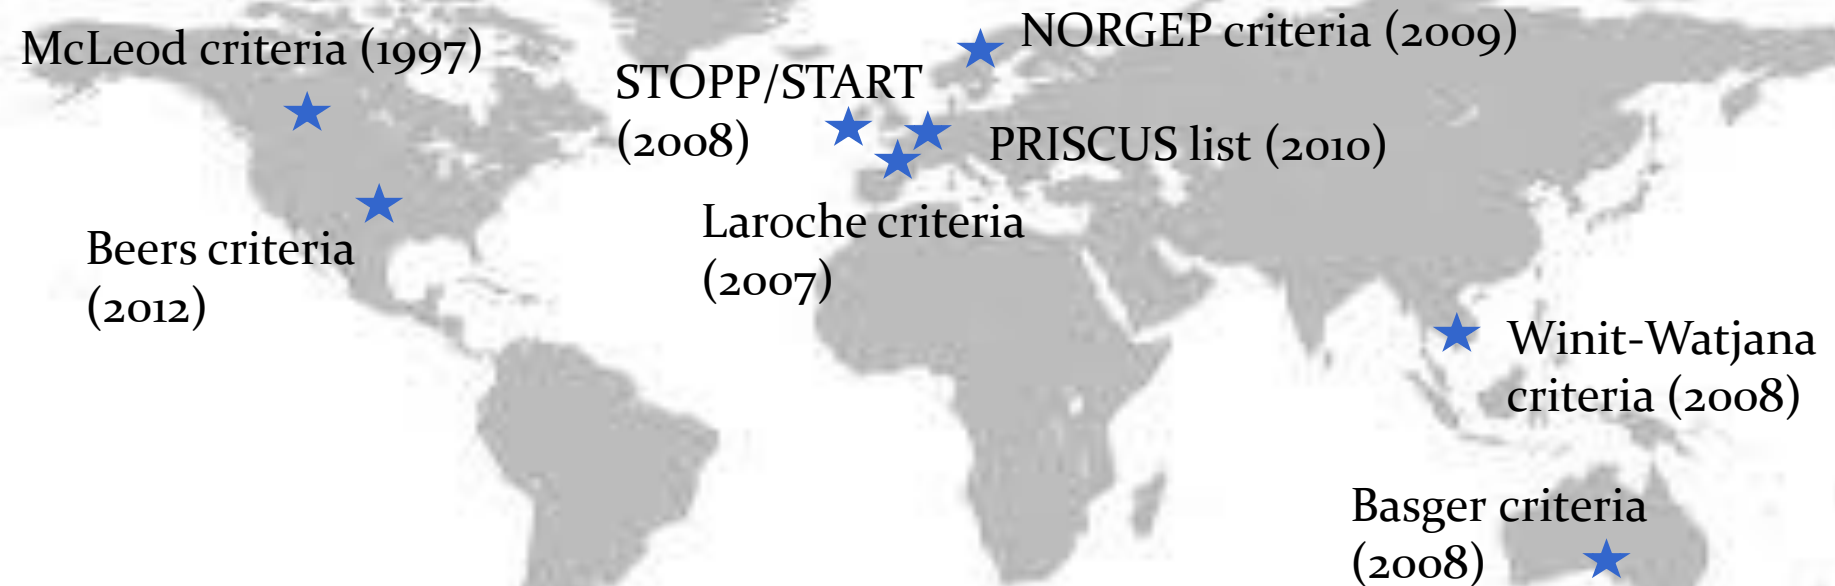 McLeod criteria (1997)
NORGEP criteria (2009)
STOPP/START
(2008)
PRISCUS list (2010)
Laroche criteria
(2007)
Beers criteria
(2012)
Winit-Watjana
criteria (2008)
Basger criteria
(2008)